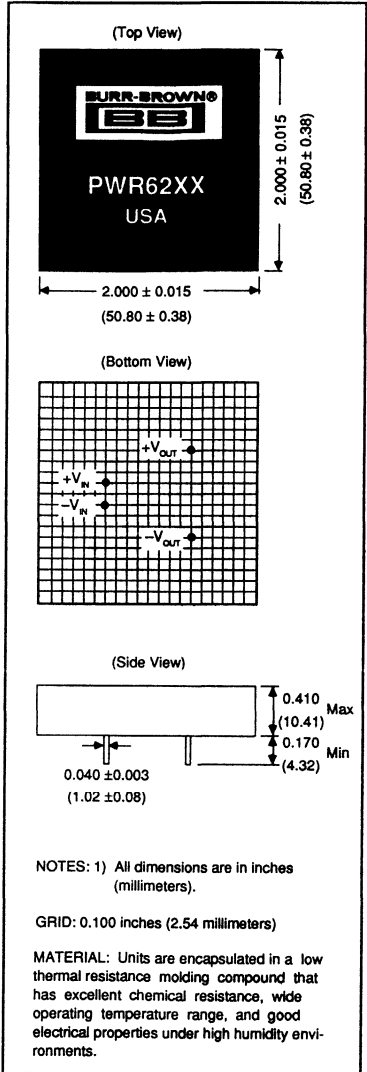 (Top View)
BURR-BROWN®
BB
PWR62XX
USA
2.000 ± 0.015
(50.80 ± 0.38)
2.000 ± 0.015
(50.80 ± 0.38)
(Bottom View)
+VOUT
+VIN
–VIN
–VOUT
(Side View)
0.410
(10.41)
Max
0.170
(4.32)
Min
0.040 ±0.003
(1.02 ±0.08)
NOTES: 1) All dimensions are in inches
(millimeters).
GRID: 0.100 inches (2.54 millimeters)
MATERIAL: Units are encapsulated in a low
thermal resistance molding compound that
has excellent chemical resistance, wide
operating temperature range, and good
electrical properties under high humidity envi-
ronments.